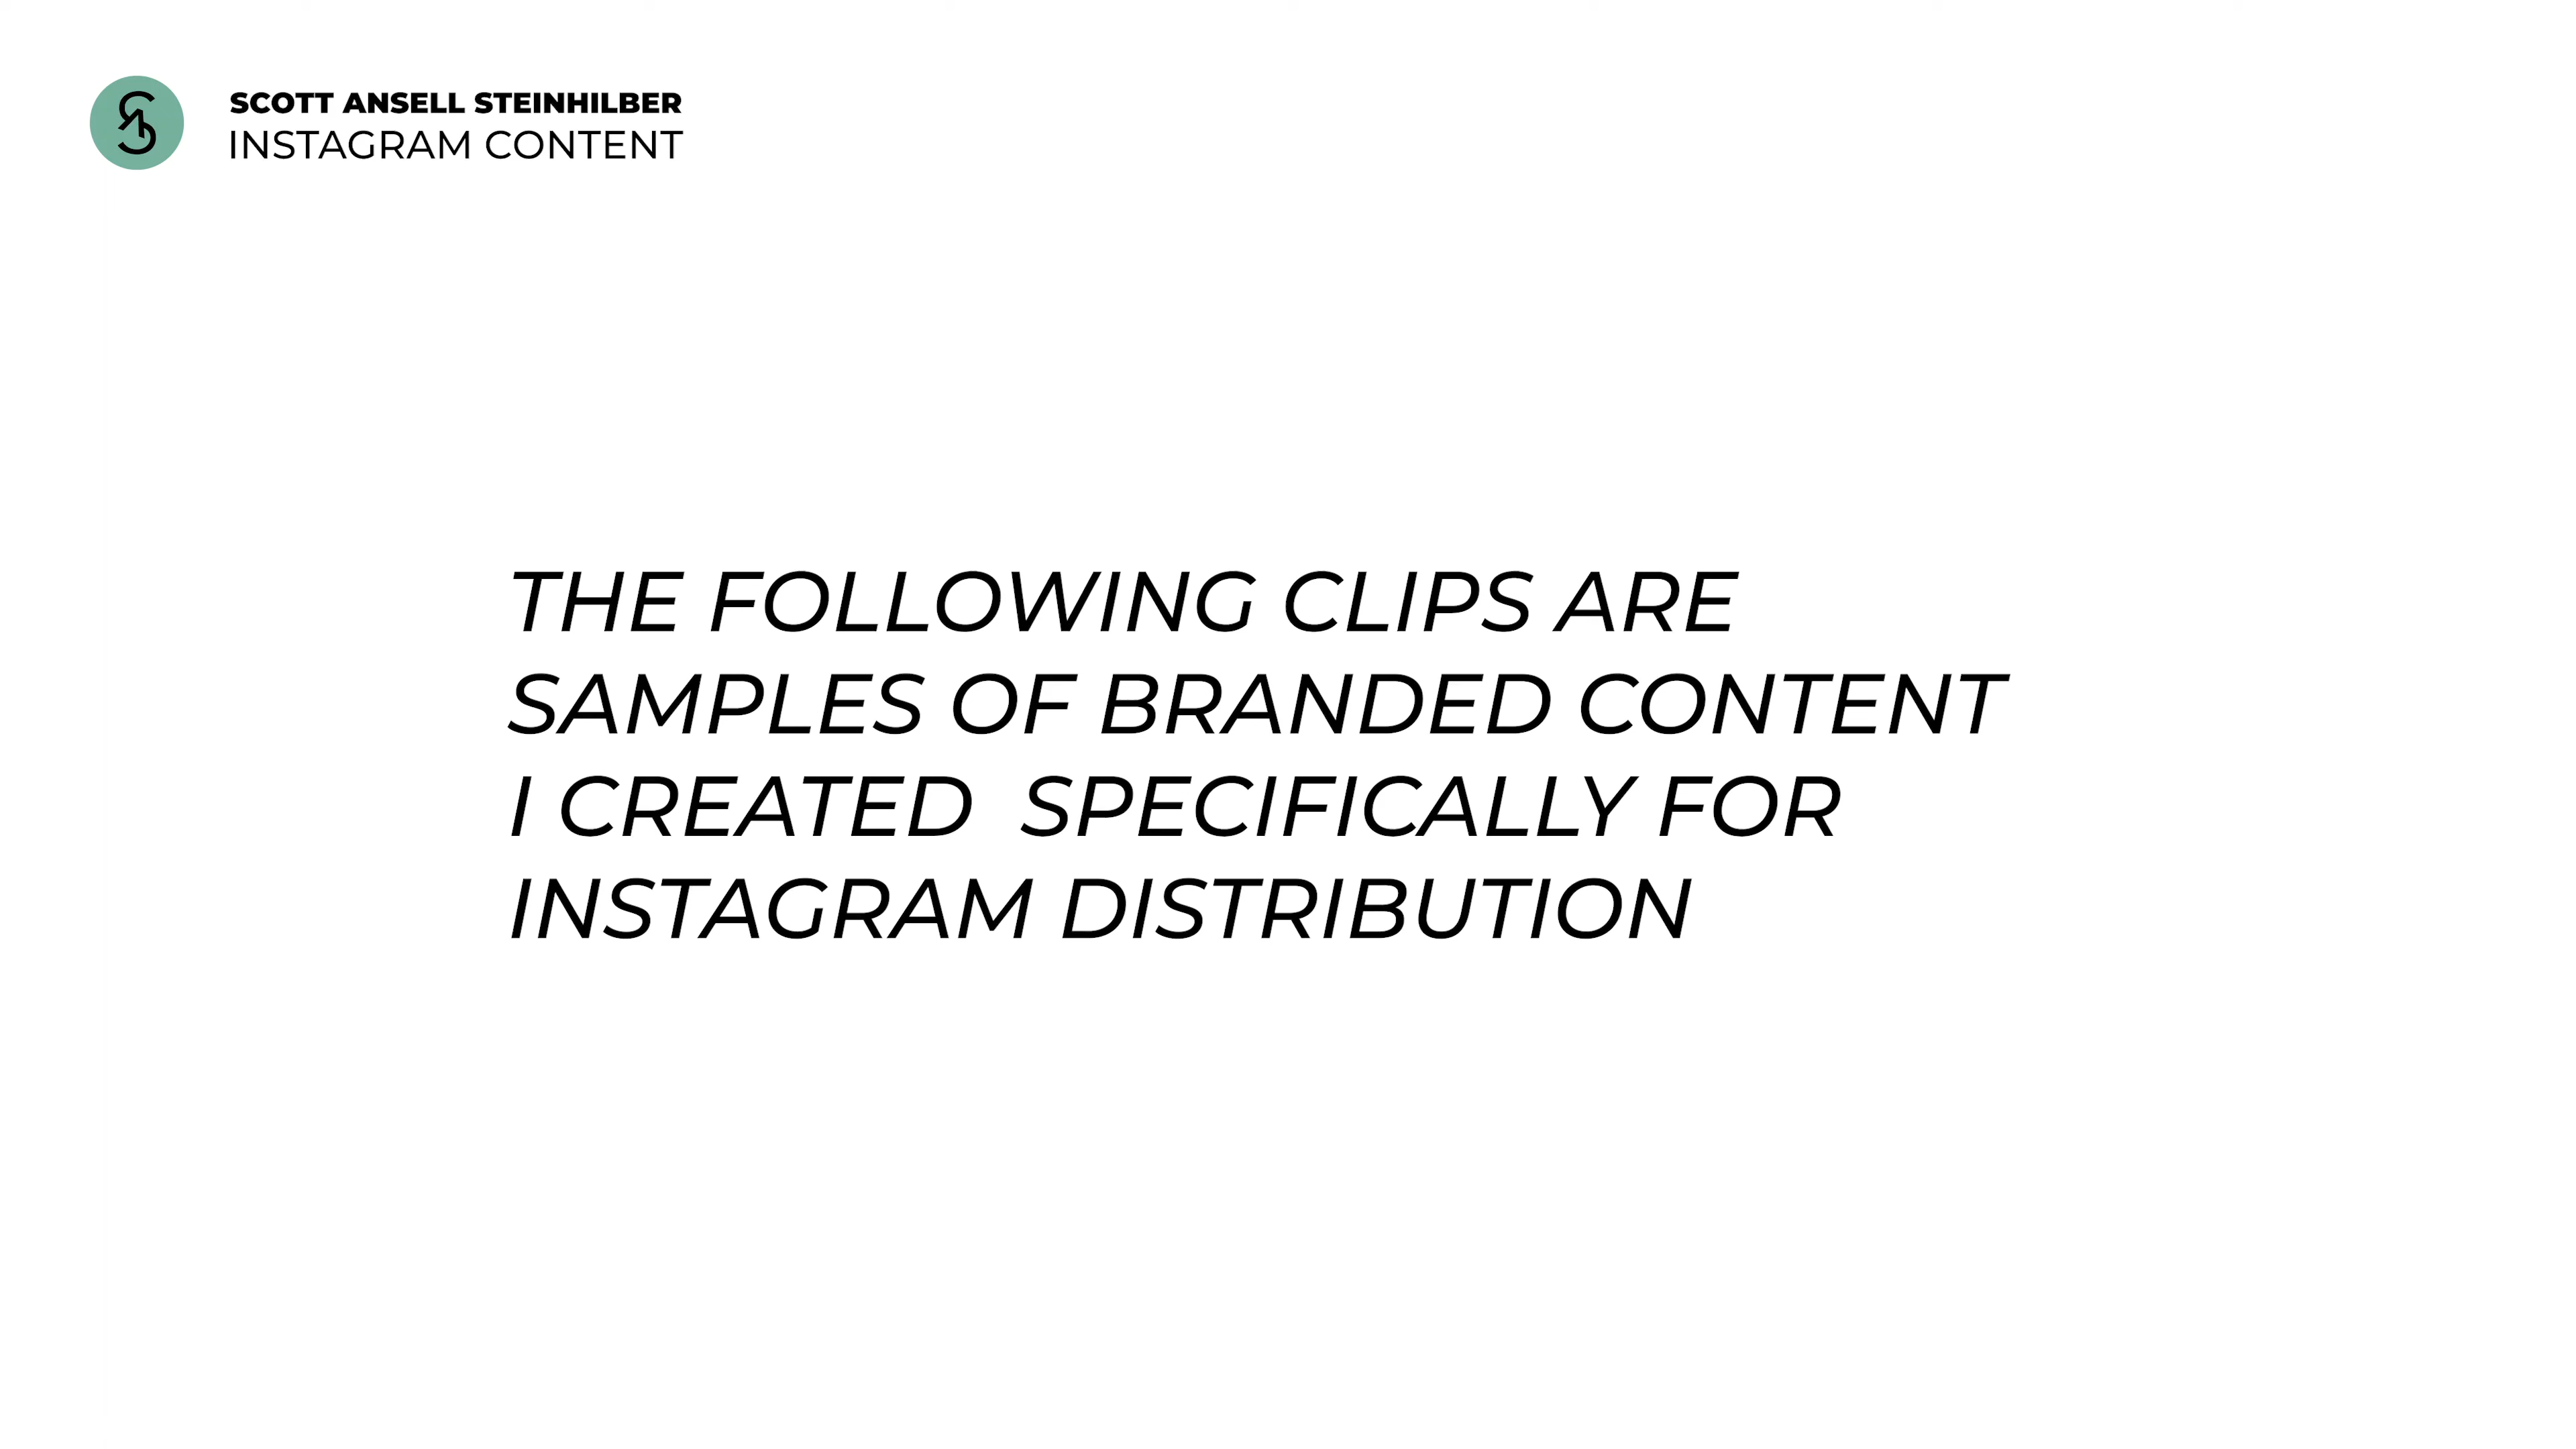 SCOTT ANSELL STEINHILBER
INSTAGRAM CONTENT
THE FOLLOWING CLIPS ARE
SAMPLES OF BRANDED CONTENT
I CREATED  SPECIFICALLY FOR
INSTAGRAM DISTRIBUTION